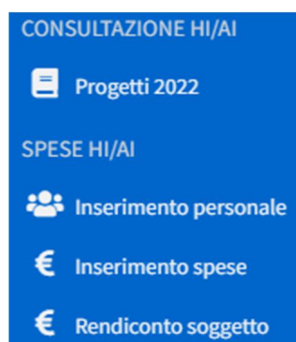 CONSULTAZIONE HI/AI
Progetti 2022
SPESE HI/AI
Inserimento personale
€ Inserimento spese
€ Rendiconto soggetto